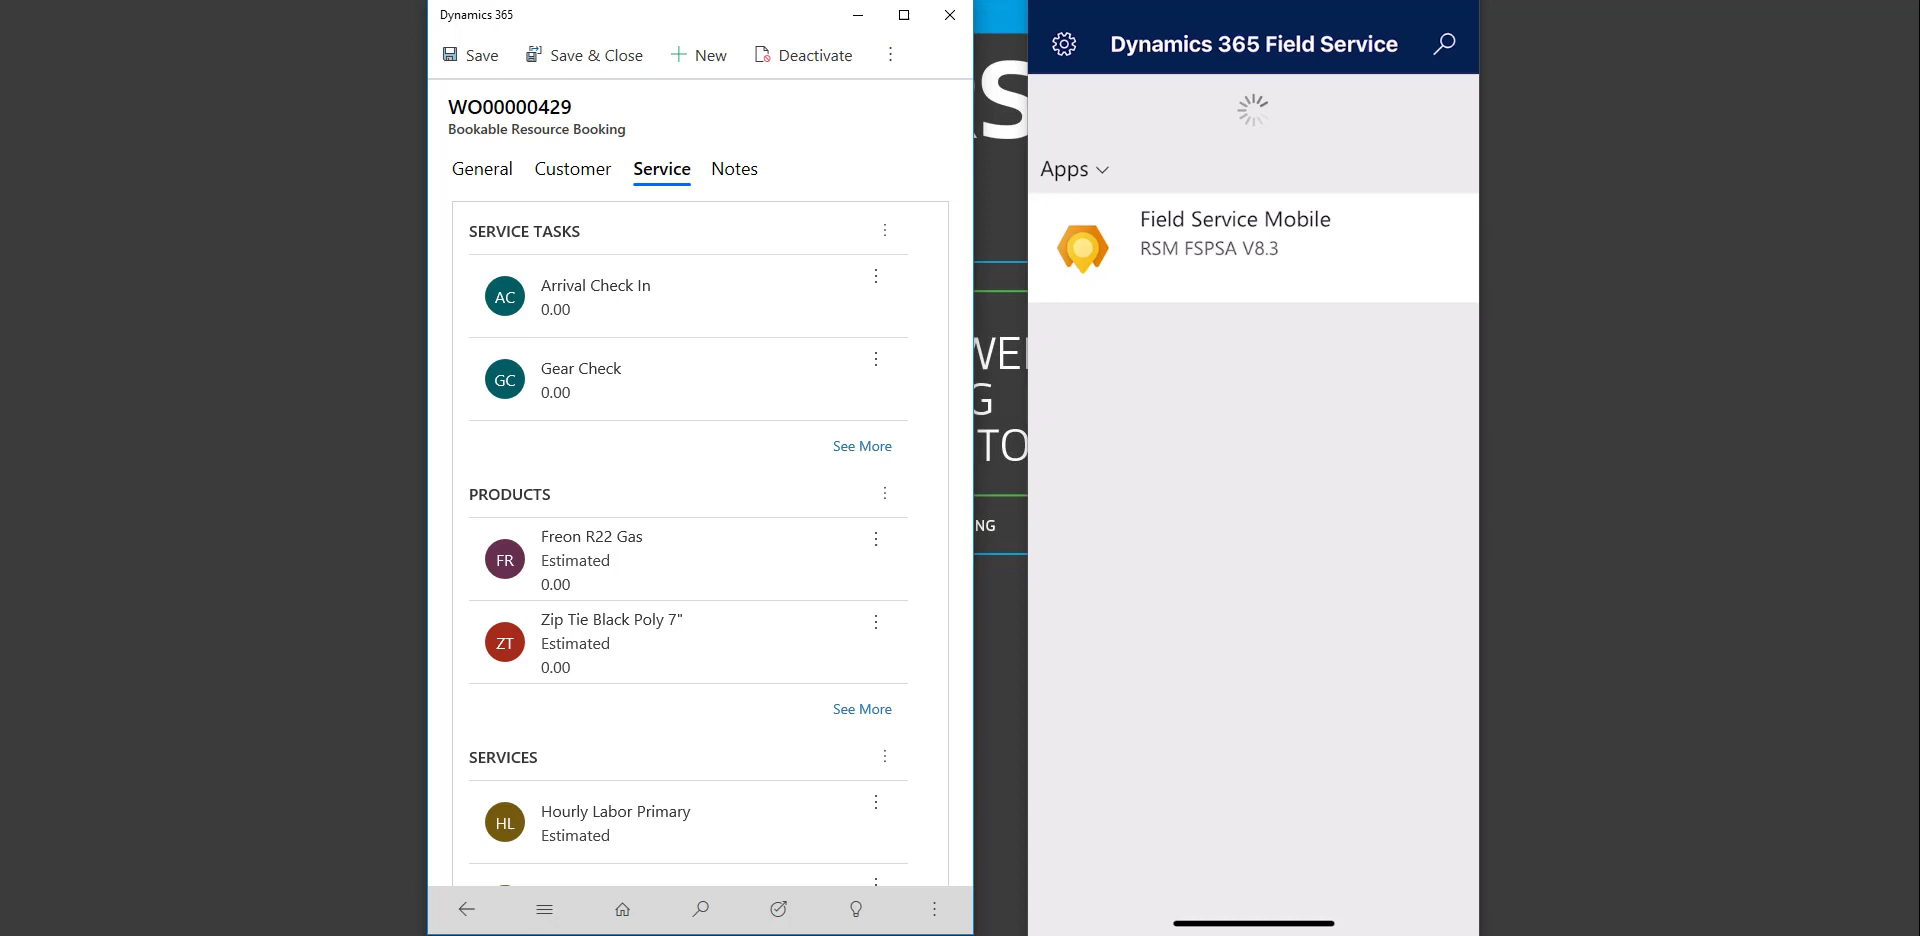 Dynamics 365
Save
Save & Close
New
Deactivate
WO00000429
Bookable Resource Booking
General
Customer
Service
Notes
SERVICE TASKS
AC
Arrival Check In
0.00
GC
Gear Check
0.00
See More
PRODUCTS
FR
Freon R22 Gas
Estimated
0.00
ZT
Zip Tie Black Poly 7"
Estimated
0.00
See More
SERVICES
HL
Hourly Labor Primary
Estimated
S
WE
G
TO
NG
Dynamics 365 Field Service
Apps
Field Service Mobile
RSM FSPSA V8.3